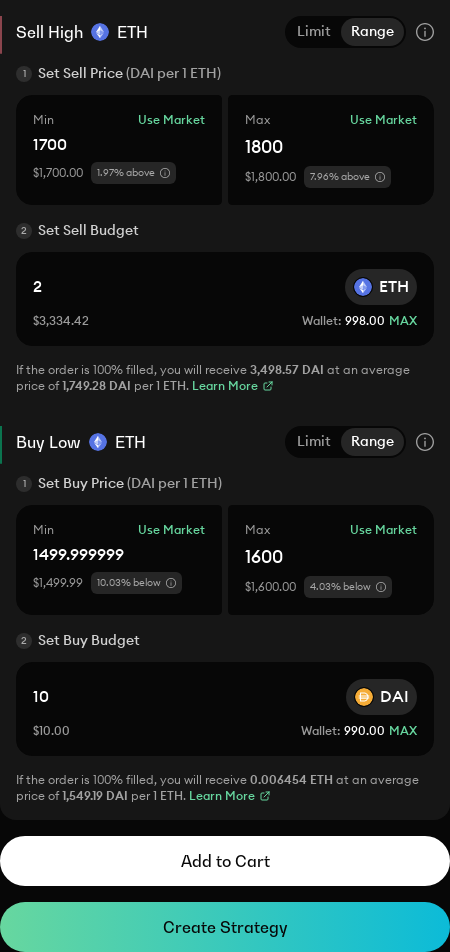 Sell High ETH Limit Range
1 Set Sell Price (DAI per 1 ETH)
Min Use Market Max Use Market
1700 1800
$1,700.00 1.97% above $1,800.00 7.96% above
2 Set Sell Budget
2 ETH
$3,334.42 Wallet: 998.00 MAX
If the order is 100% filled, you will receive 3,498.57 DAI at an average
price of 1,749.28 DAI per 1 ETH. Learn More
Buy Low ETH Limit Range
1 Set Buy Price (DAI per 1 ETH)
Min Use Market Max Use Market
1499.999999 1600
$1,499.99 10.03% below $1,600.00 4.03% below
2 Set Buy Budget
10 DAI
$10.00 Wallet: 990.00 MAX
If the order is 100% filled, you will receive 0.006454 ETH at an average
price of 1,549.19 DAI per 1 ETH. Learn More
Add to Cart
Create Strategy